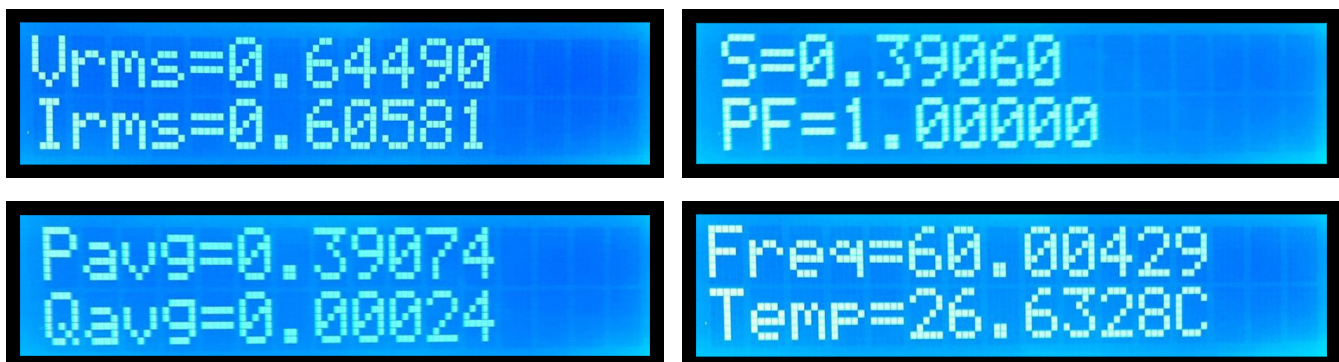 Vrms=0.64490
Irms=0.60581
S=0.39060
PF=1.00000
Pavg=0.39074
Qavg=0.00024
Freq=60.00429
Temp=26.6328C